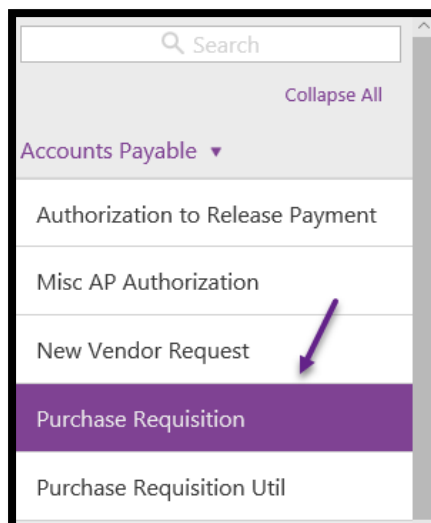 Search
Collapse All
Accounts Payable
Authorization to Release Payment
Misc AP Authorization
New Vendor Request
Purchase Requisition
Purchase Requisition Util